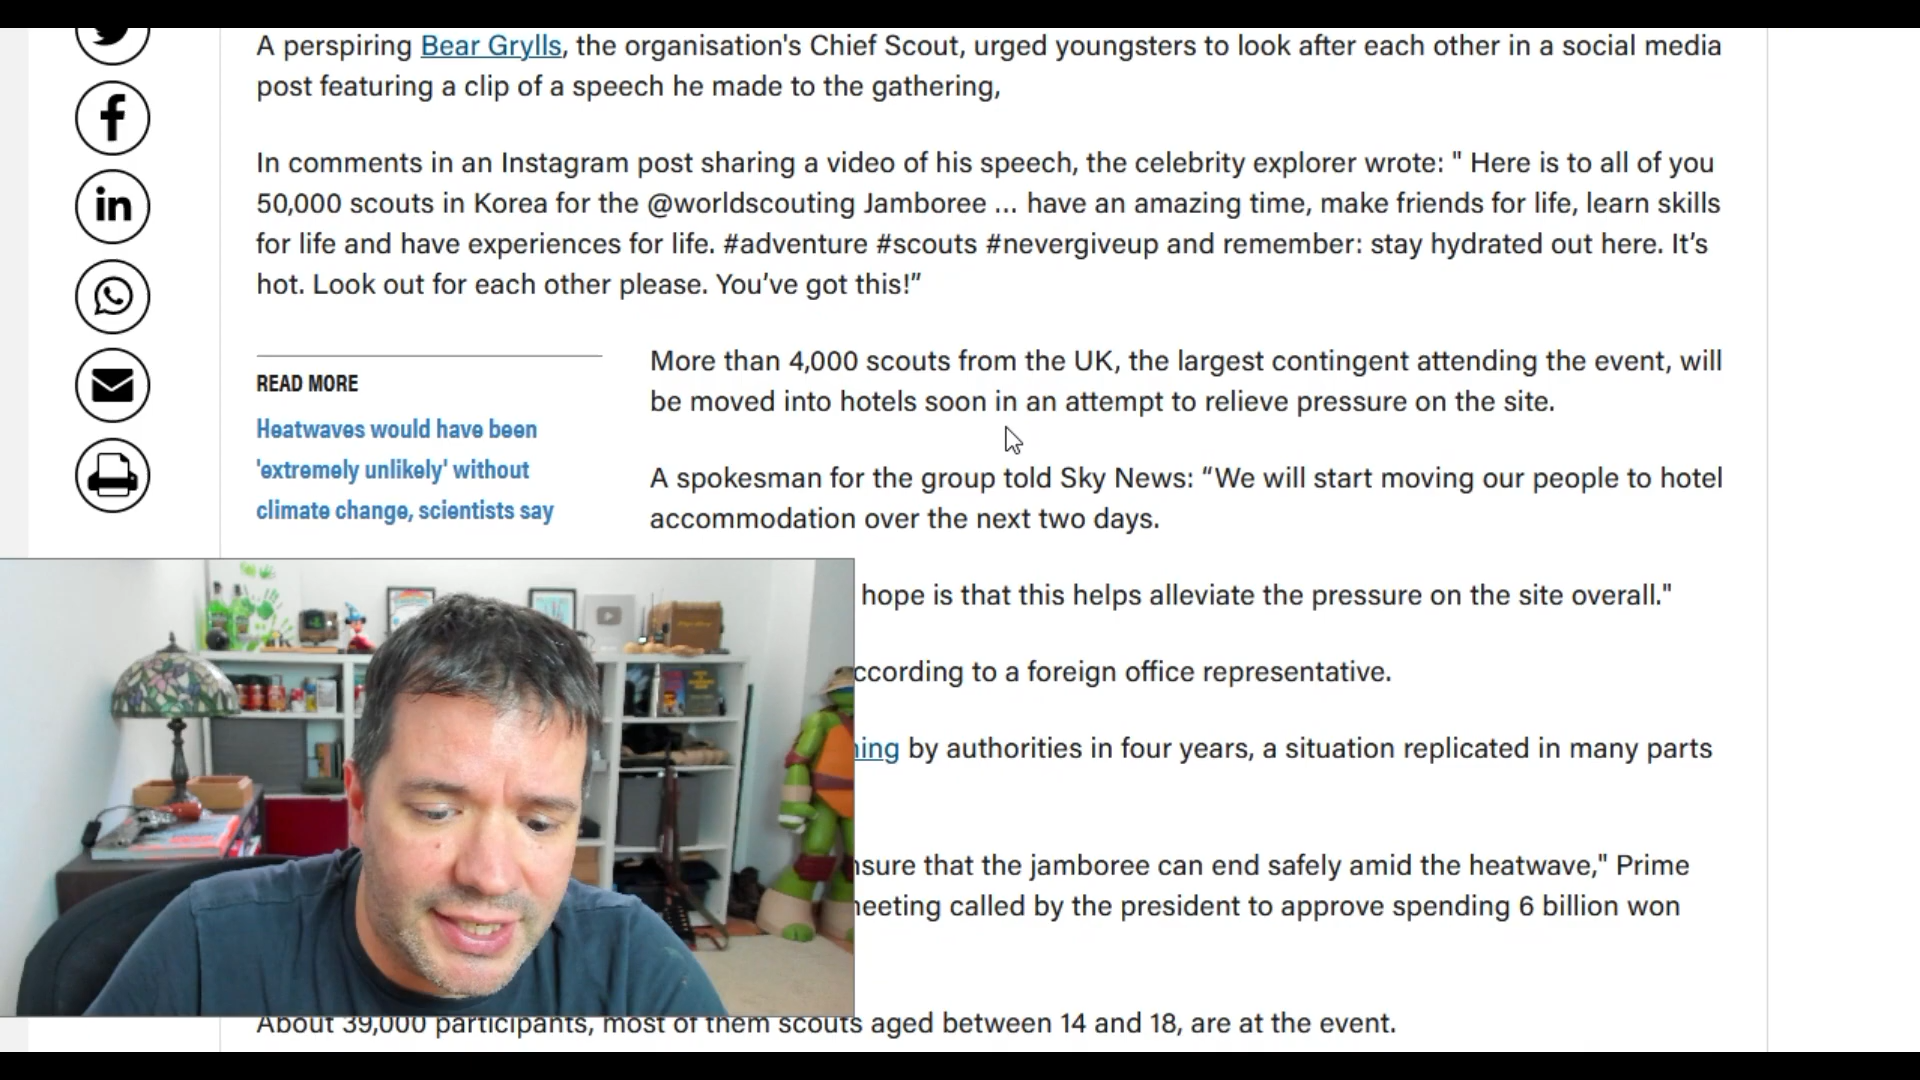 A perspiring Bear Grylls, the organisation's Chief Scout, urged youngsters to look after each other in a social media
post featuring a clip of a speech he made to the gathering,
In comments in an Instagram post sharing a video of his speech, the celebrity explorer wrote: " Here is to all of you
50,000 scouts in Korea for the @worldscouting Jamboree ... have an amazing time, make friends for life, learn skills
for life and have experiences for life. #adventure #scouts #nevergiveup and remember: stay hydrated out here. It’s
hot. Look out for each other please. You’ve got this!”
READ MORE
Heatwaves would have been
'extremely unlikely' without
climate change, scientists say
More than 4,000 scouts from the UK, the largest contingent attending the event, will
be moved into hotels soon in an attempt to relieve pressure on the site.
A spokesman for the group told Sky News: “We will start moving our people to hotel
accommodation over the next two days.
hope is that this helps alleviate the pressure on the site overall."
to a foreign office representative.
by authorities in four years, a situation replicated in many parts
that the jamboree can end safely amid the heatwave," Prime
called by the president to approve spending 6 billion won
About 39,000 participants, most of them scouts aged between 14 and 18, are at the event.